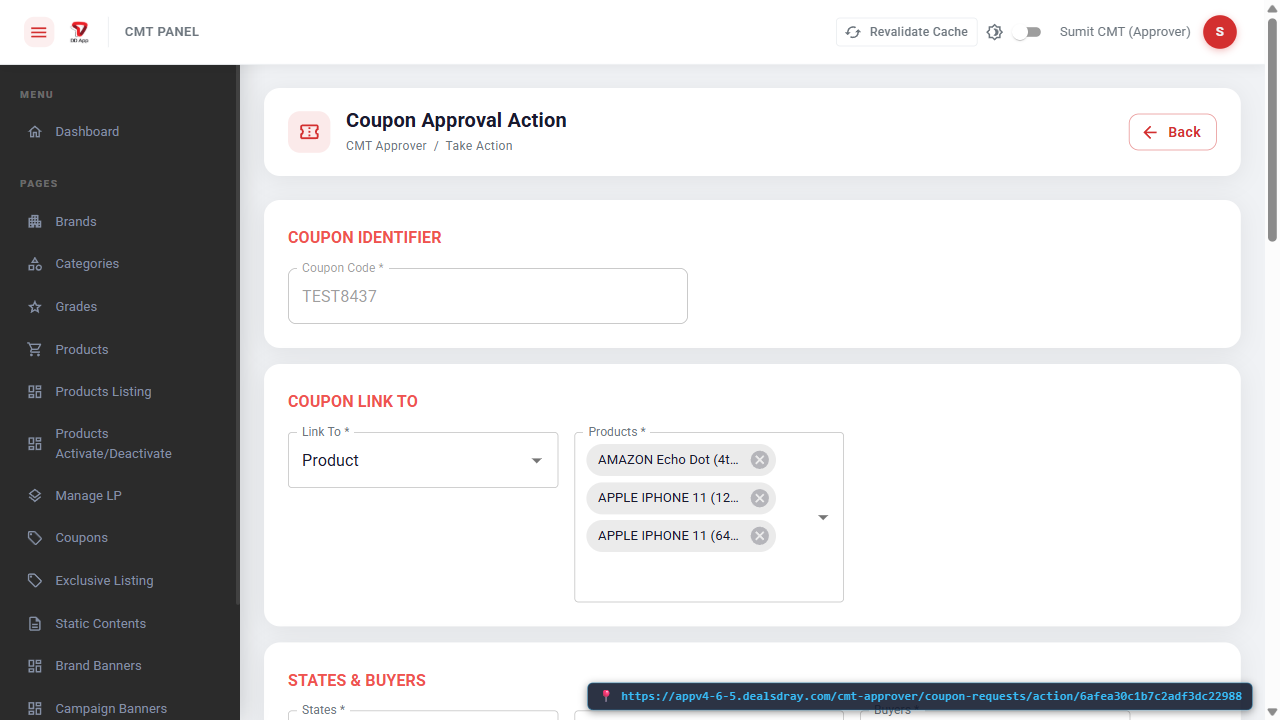 DD App
CMT PANEL
Revalidate Cache
Sumit CMT (Approver)
S
MENU
Dashboard
PAGES
Brands
Categories
Grades
Products
Products Listing
Products
Activate/Deactivate
Manage LP
Coupons
Exclusive Listing
Static Contents
Brand Banners
Campaign Banners
Coupon Approval Action
CMT Approver / Take Action
Back
COUPON IDENTIFIER
Coupon Code *
TEST8437
COUPON LINK TO
Link To *
Product
Products *
AMAZON Echo Dot (4t...
APPLE IPHONE 11 (12...
APPLE IPHONE 11 (64...
STATES & BUYERS
States *
Buyers *
https://appv4-6-5.dealsdray.com/cmt-approver/coupon-requests/action/6afea30c1b7c2adf3dc22988